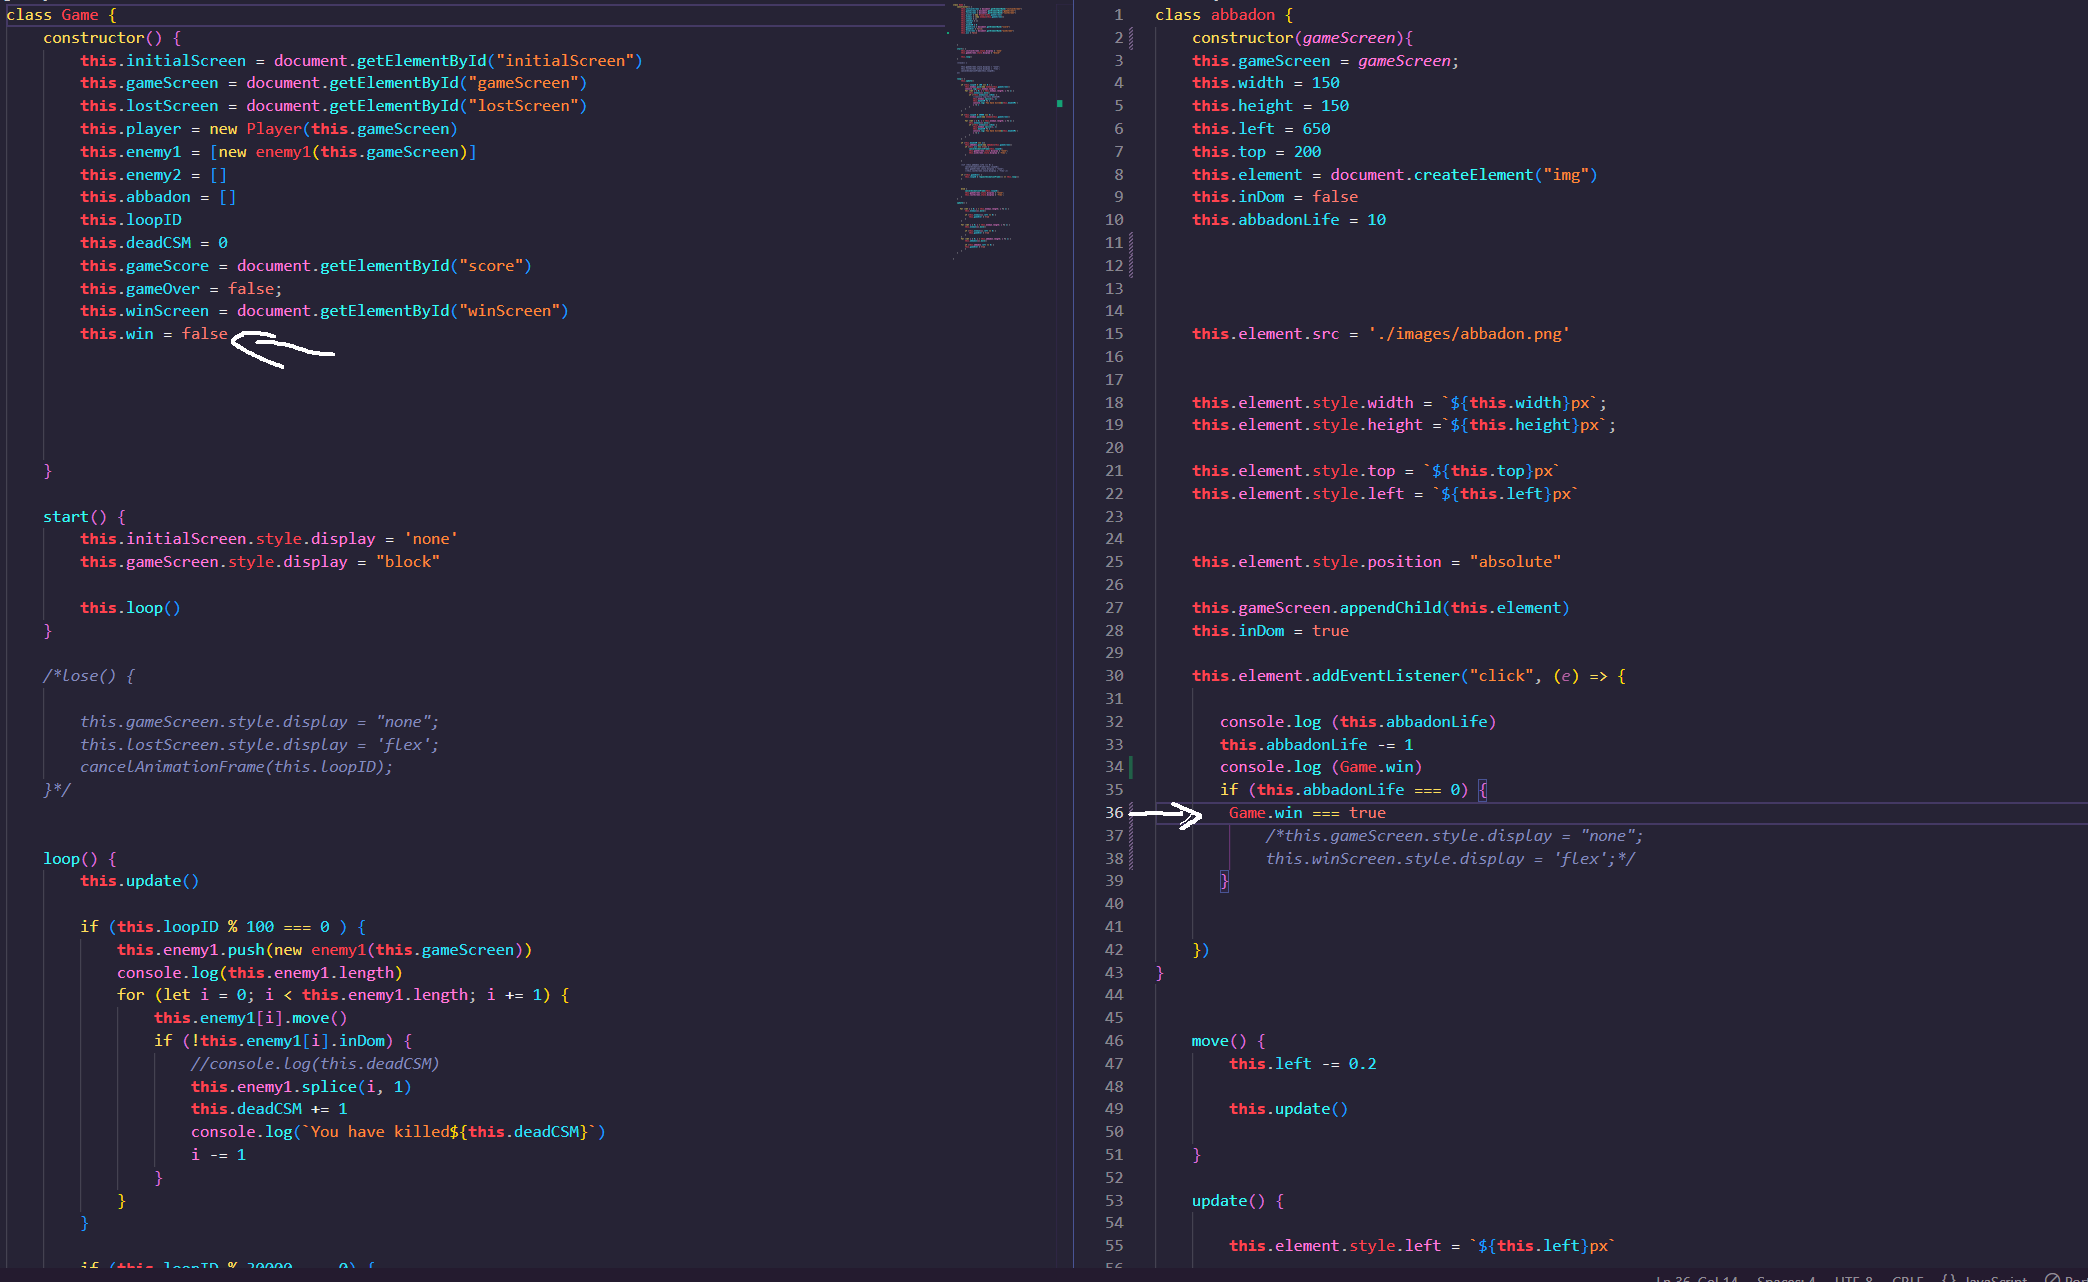 class Game {
constructor() {
this.initialScreen = document.getElementById("initialScreen")
this.gameScreen = document.getElementById("gameScreen")
this.lostScreen = document.getElementById("lostScreen")
this.player = new Player(this.gameScreen)
this.enemy1 = [new enemy1(this.gameScreen)]
this.enemy2 = []
this.abbadon = []
this.loopID
this.deadCSM = 0
this.gameScore = document.getElementById("score")
this.gameOver = false;
this.winScreen = document.getElementById("winScreen")
this.win = false
}
start() {
this.initialScreen.style.display = 'none'
this.gameScreen.style.display = "block"
this.loop()
}
/*lose() {
this.gameScreen.style.display = "none";
this.lostScreen.style.display = 'flex';
cancelAnimationFrame(this.loopID);
}*/
loop() {
this.update()
if (this.loopID % 100 === 0 ) {
this.enemy1.push(new enemy1(this.gameScreen))
console.log(this.enemy1.length)
for (let i = 0; i < this.enemy1.length; i += 1) {
this.enemy1[i].move()
if (!this.enemy1[i].inDom) {
//console.log(this.deadCSM)
this.enemy1.splice(i, 1)
this.deadCSM += 1
console.log(`You have killed${this.deadCSM}`)
i -= 1
}
}
}
1 class abbadon {
2 constructor(gameScreen){
3 this.gameScreen = gameScreen;
4 this.width = 150
5 this.height = 150
6 this.left = 650
7 this.top = 200
8 this.element = document.createElement("img")
9 this.inDom = false
10 this.abbadonLife = 10
11
12
13
14
15 this.element.src = './images/abbadon.png'
16
17
18 this.element.style.width = `${this.width}px`;
19 this.element.style.height =`${this.height}px`;
20
21 this.element.style.top = `${this.top}px`
22 this.element.style.left = `${this.left}px`
23
24
25 this.element.style.position = "absolute"
26
27 this.gameScreen.appendChild(this.element)
28 this.inDom = true
29
30 this.element.addEventListener("click", (e) => {
31
32 console.log (this.abbadonLife)
33 this.abbadonLife -= 1
34 console.log (Game.win)
35 if (this.abbadonLife === 0) {
36 Game.win === true
37 /*this.gameScreen.style.display = "none";
38 this.winScreen.style.display = 'flex';*/
39 }
40
41
42 })
43 }
44
45
46 move() {
47 this.left -= 0.2
48
49 this.update()
50
51 }
52
53 update() {
54
55 this.element.style.left = `${this.left}px`